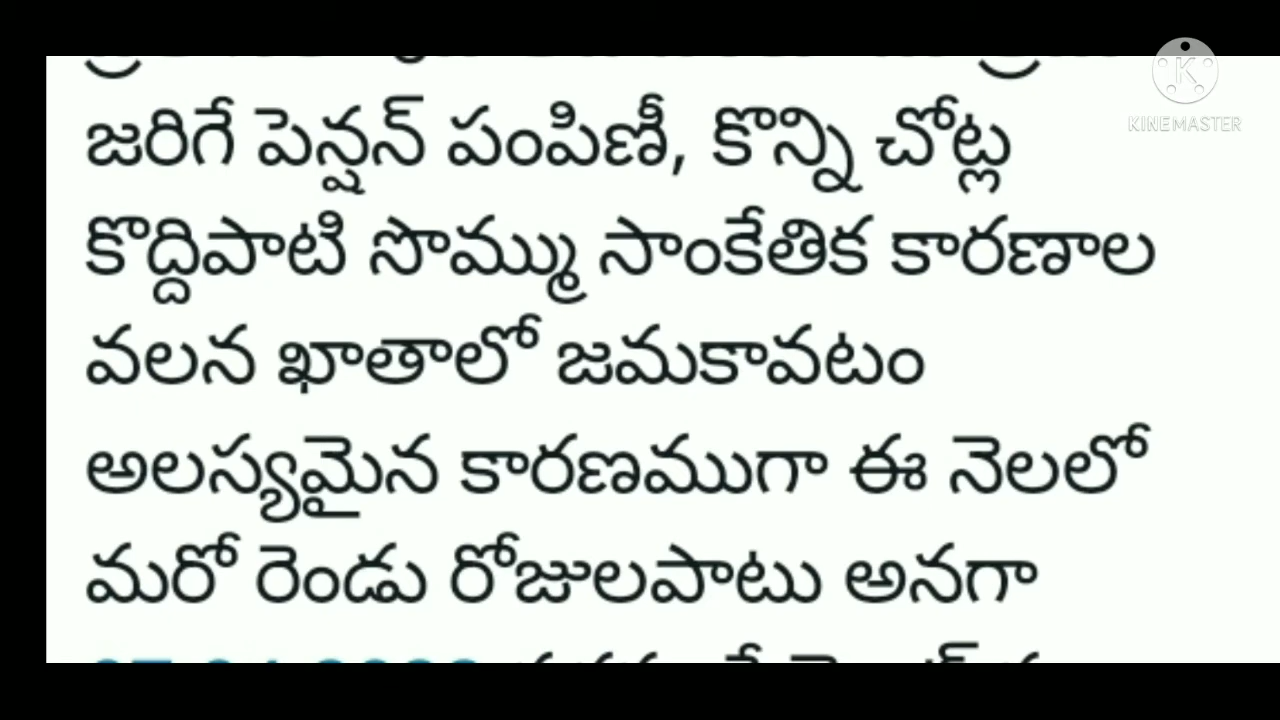 KINEMASTER
జరిగే పెన్షన్ పంపిణీ, కొన్ని చోట్ల
కొద్దిపాటి సొమ్ము సాంకేతిక కారణాల
వలన ఖాతాలో జమకావటం
అలస్యమైన కారణముగా ఈ నెలలో
మరో రెండు రోజులపాటు అనగా